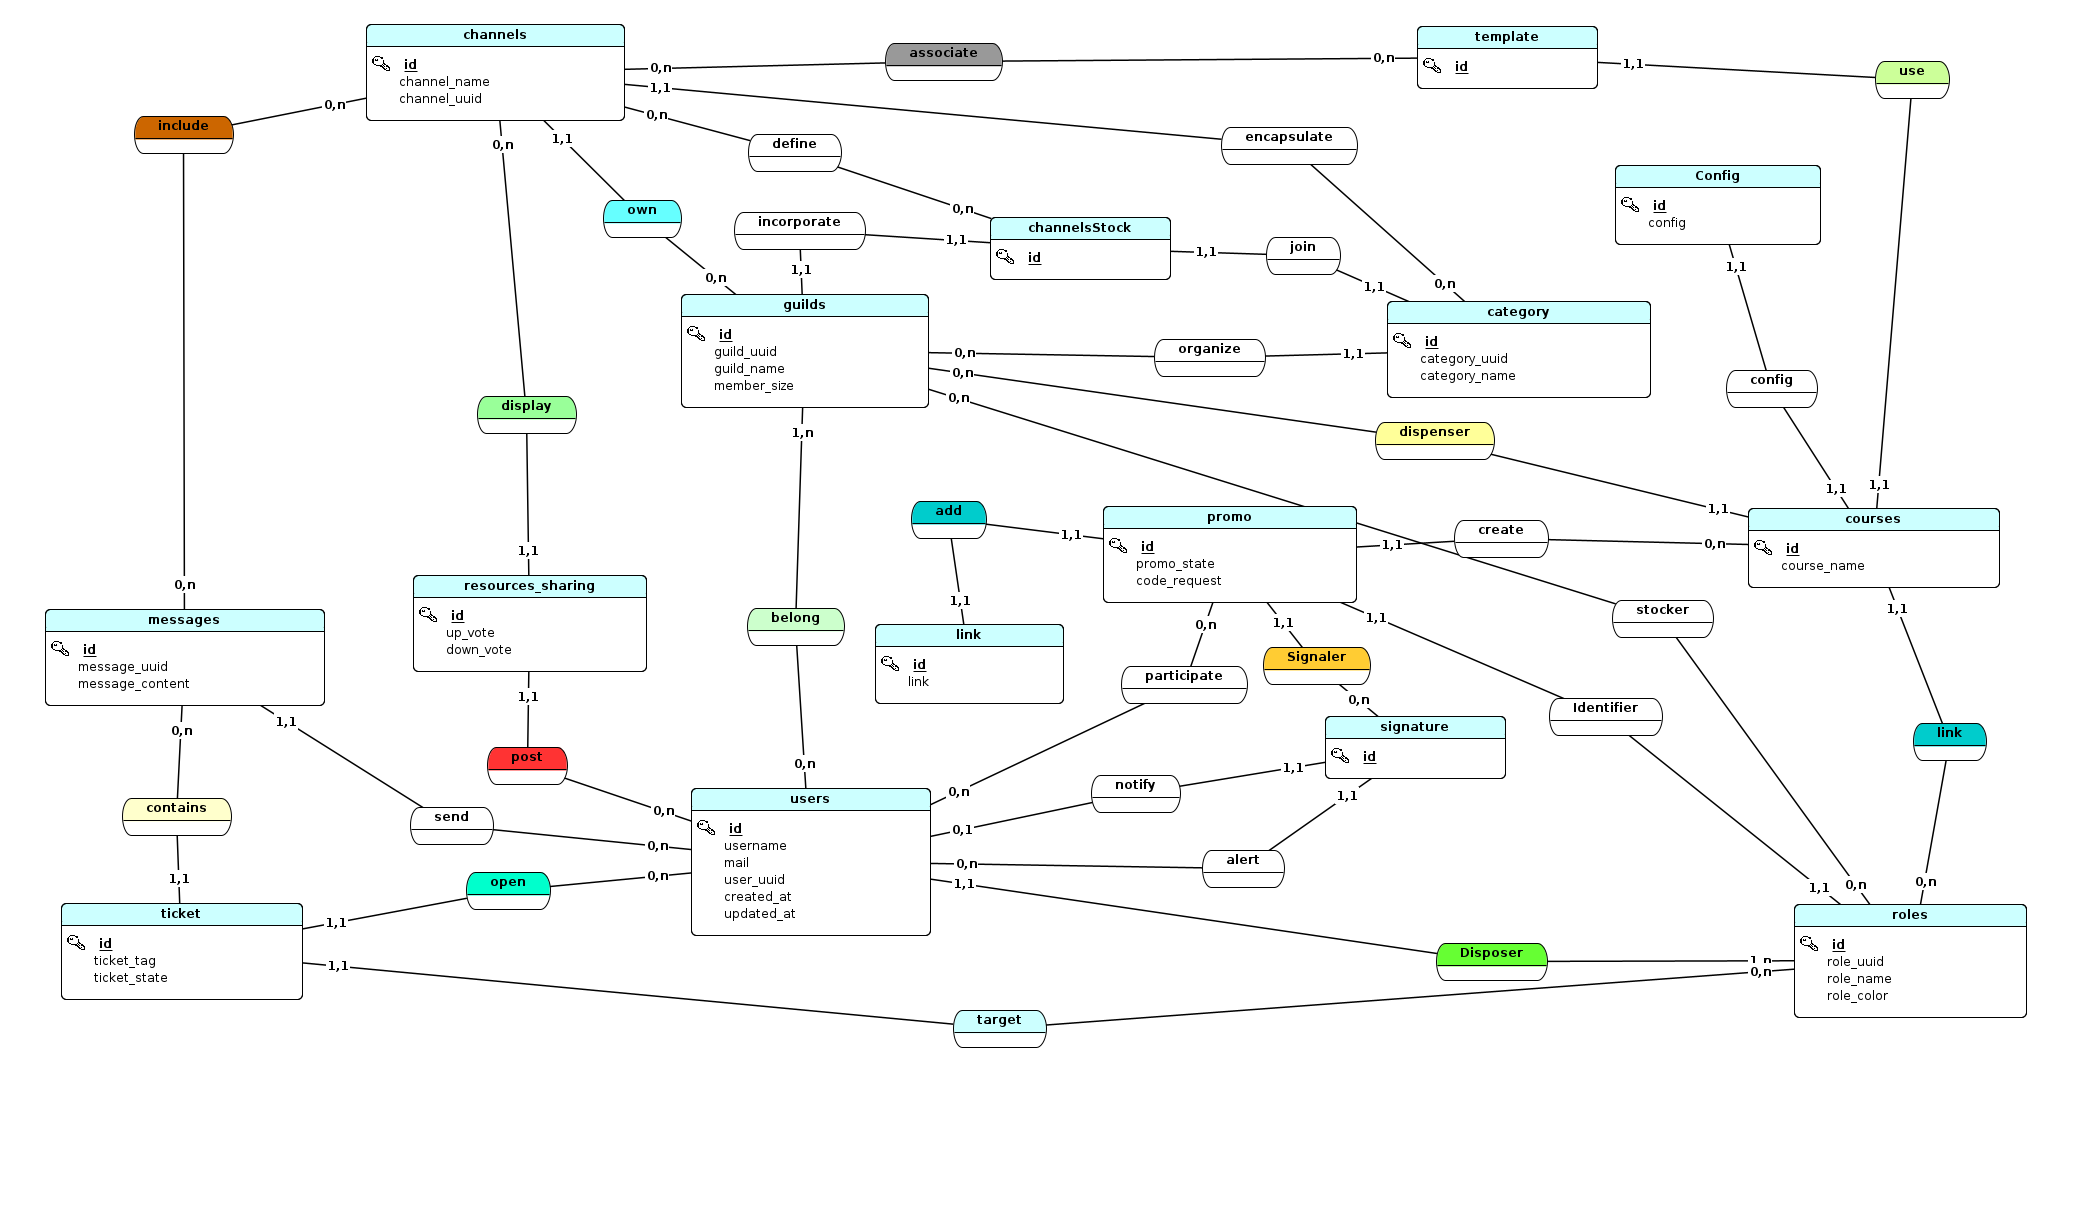 channels
id
channel_name
channel_uuid
0,n
associate
0,n
template
id
1,1
use
0,n
include
1,1
0,n
define
encapsulate
0,n
1,1
own
0,n
incorporate
1,1
0,n
channelsStock
id
1,1
join
1,1
0,n
Config
id
config
1,1
1,1
0,n
guilds
id
guild_uuid
guild_name
member_size
0,n
organize
1,1
category
id
category_uuid
category_name
config
0,n
0,n
dispenser
display
1,n
1,1
1,1
1,1
add
1,1
promo
id
promo_state
code_request
1,1
create
0,n
courses
id
course_name
1,1
0,n
resources_sharing
id
up_vote
down_vote
belong
1,1
link
id
link
0,n
1,1
1,1
stocker
1,1
messages
id
message_uuid
message_content
participate
Signaler
Identifier
link
0,n
1,1
1,1
0,n
signature
id
post
0,n
contains
send
0,n
0,n
users
id
username
mail
user_uuid
created_at
updated_at
0,n
notify
1,1
0,1
1,1
0,n
alert
1,1
1,1
open
0,n
1,1
1,1
0,n
0,n
ticket
id
ticket_tag
ticket_state
1,1
Disposer
1,n
0,n
roles
id
role_uuid
role_name
role_color
target